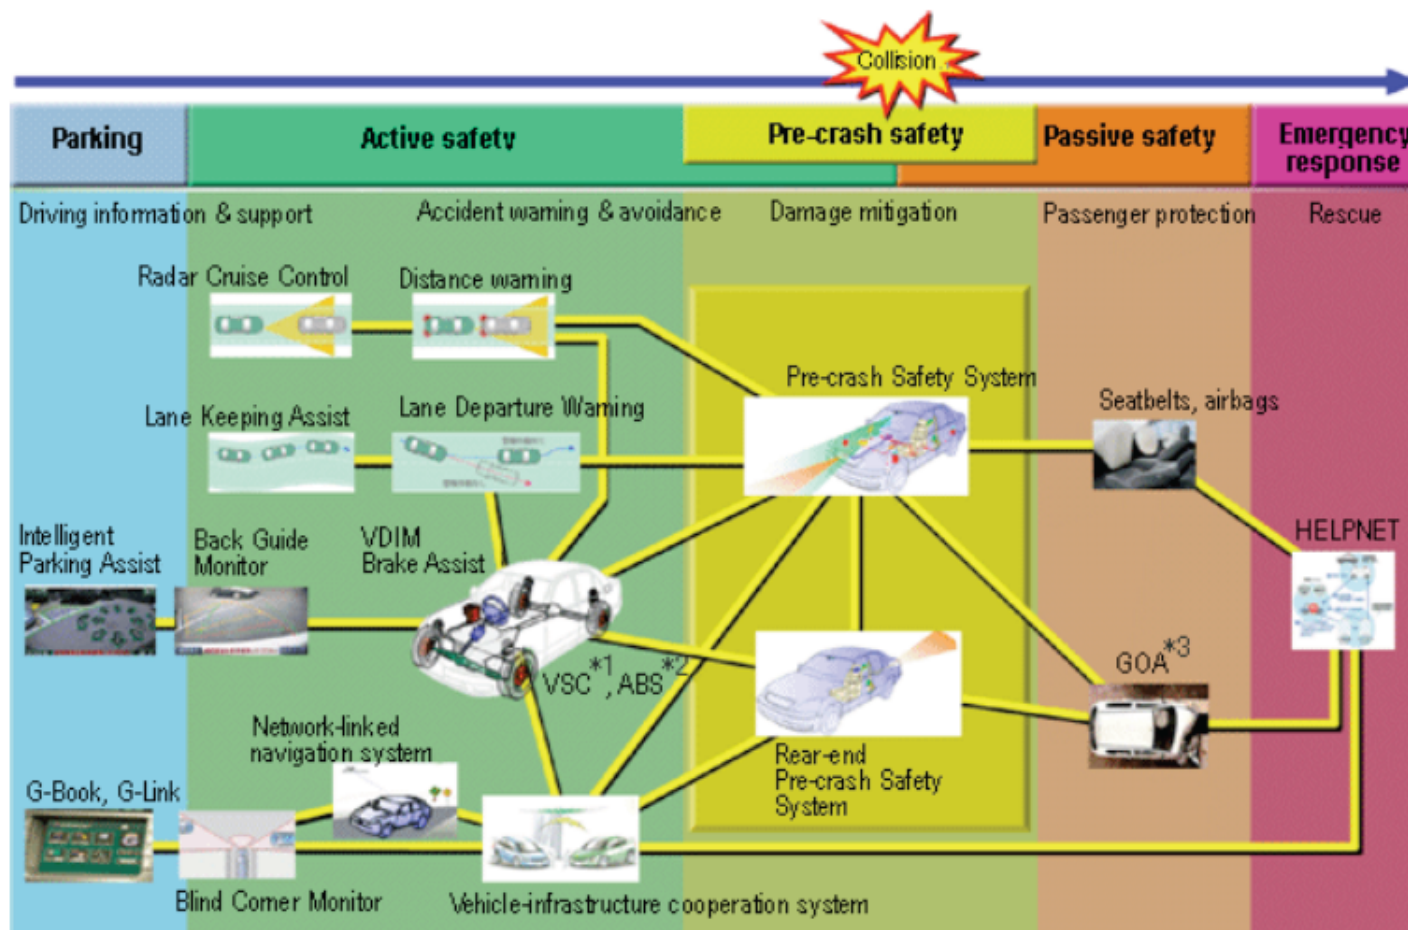 Collision...
Parking
Active safety
Pre-crash safety
Passive safety
Emergency
response
Driving information & support
Accident warning & avoidance
Damage mitigation
Passenger protection
Rescue
Radar Cruise Control
Distance warning
Pre-crash Safety System
Seatbelts, airbags
Lane Keeping Assist
Lane Departure Warning
Intelligent
Parking Assist
Back Guide
Monitor
VDIM
Brake Assist
HELPNET
VSC*1, ABS*2
GOA*3
Network-linked
navigation system
Rear-end
Pre-crash Safety
System
G-Book, G-Link
Blind Corner Monitor
Vehicle-infrastructure cooperation system